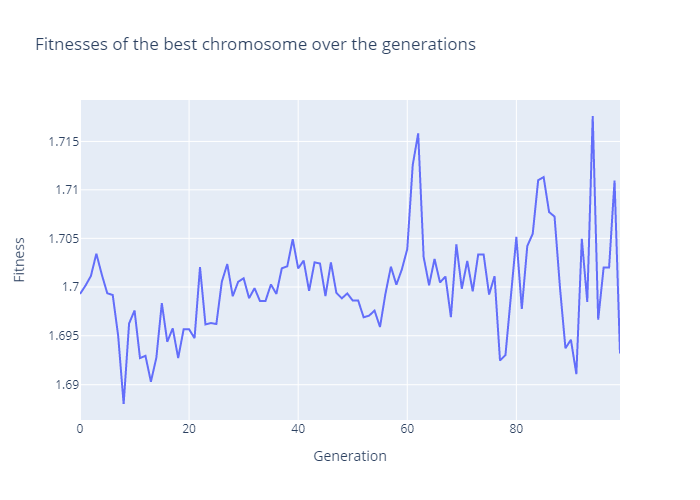 Fitnesses of the best chromosome over the generations
Fitness
1.715
1.71
1.705
1.7
1.695
1.69
0 20 40 60 80
Generation